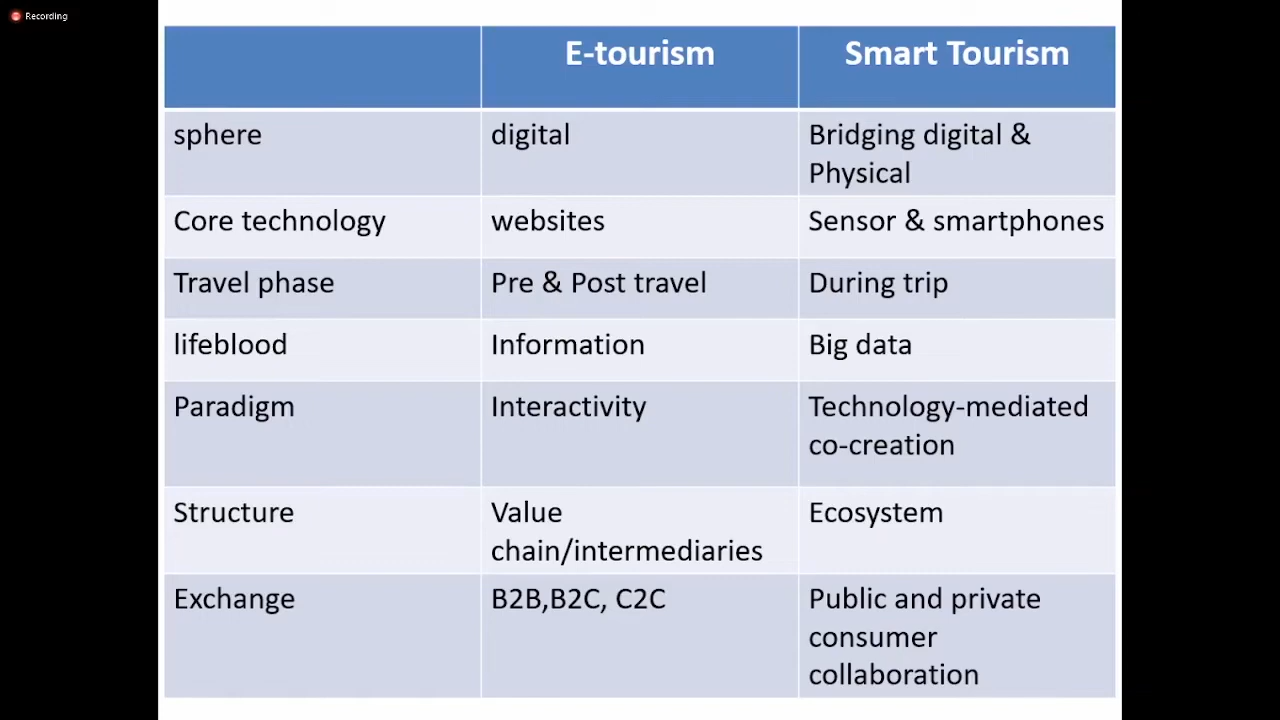 Recording
E-tourism Smart Tourism
sphere digital Bridging digital &
Physical
Core technology websites Sensor & smartphones
Travel phase Pre & Post travel During trip
lifeblood Information Big data
Paradigm Interactivity Technology-mediated
co-creation
Structure Value Ecosystem
chain/intermediaries
Exchange B2B,B2C, C2C Public and private
consumer
collaboration